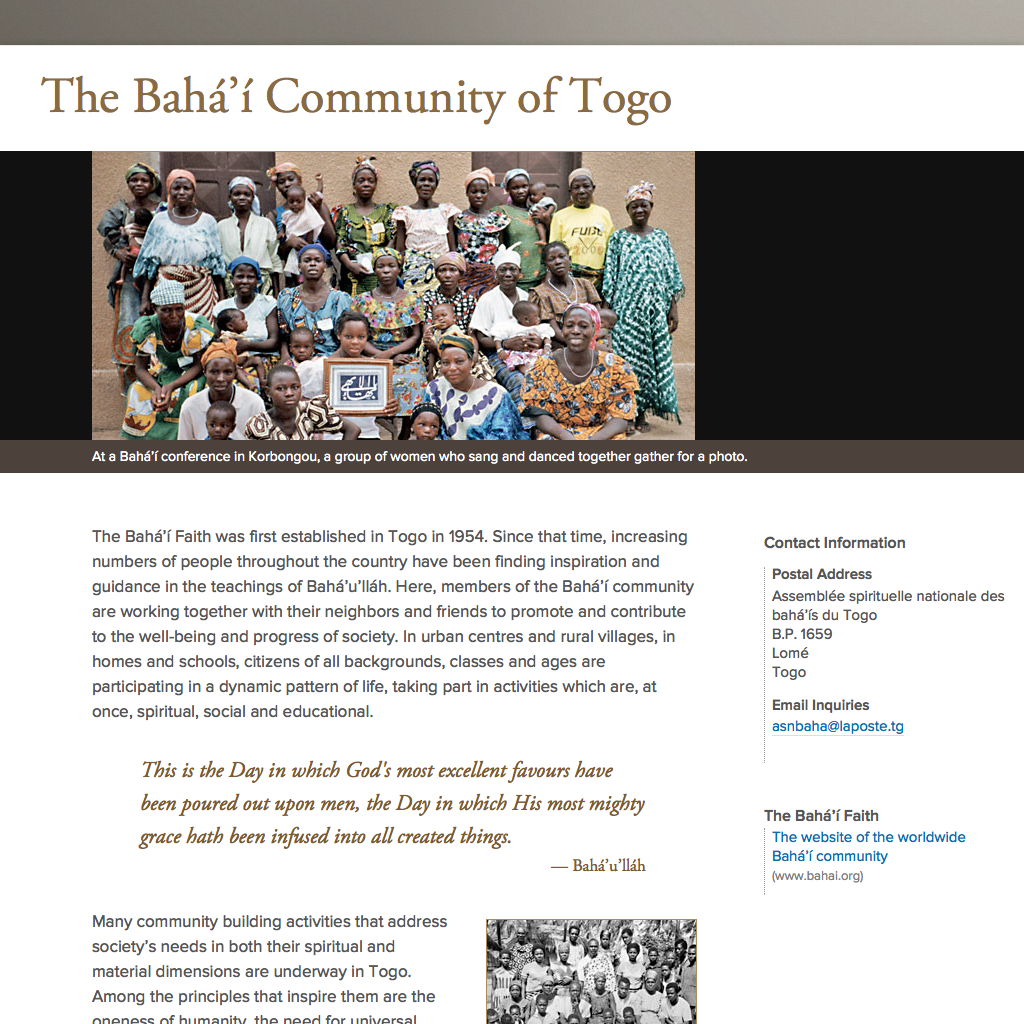 The Bahá’í Community of Togo
At a Bahá’í conference in Korbongou, a group of women who sang and danced together gather for a photo.
The Bahá’í Faith was first established in Togo in 1954. Since that time, increasing
numbers of people throughout the country have been finding inspiration and
guidance in the teachings of Bahá’u’lláh. Here, members of the Bahá’í community
are working together with their neighbors and friends to promote and contribute
to the well-being and progress of society. In urban centres and rural villages, in
homes and schools, citizens of all backgrounds, classes and ages are
participating in a dynamic pattern of life, taking part in activities which are, at
once, spiritual, social and educational.
This is the Day in which God's most excellent favours have
been poured out upon men, the Day in which His most mighty
grace hath been infused into all created things.
— Bahá’u’lláh
Many community building activities that address
society’s needs in both their spiritual and
material dimensions are underway in Togo.
Among the principles that inspire them are the
oneness of humanity, the need for universal
Contact Information
Postal Address
Assemblée spirituelle nationale des
bahá’ís du Togo
B.P. 1659
Lomé
Togo
Email Inquiries
asnbaha@laposte.tg
The Bahá’í Faith
The website of the worldwide
Bahá’í community
(www.bahai.org)